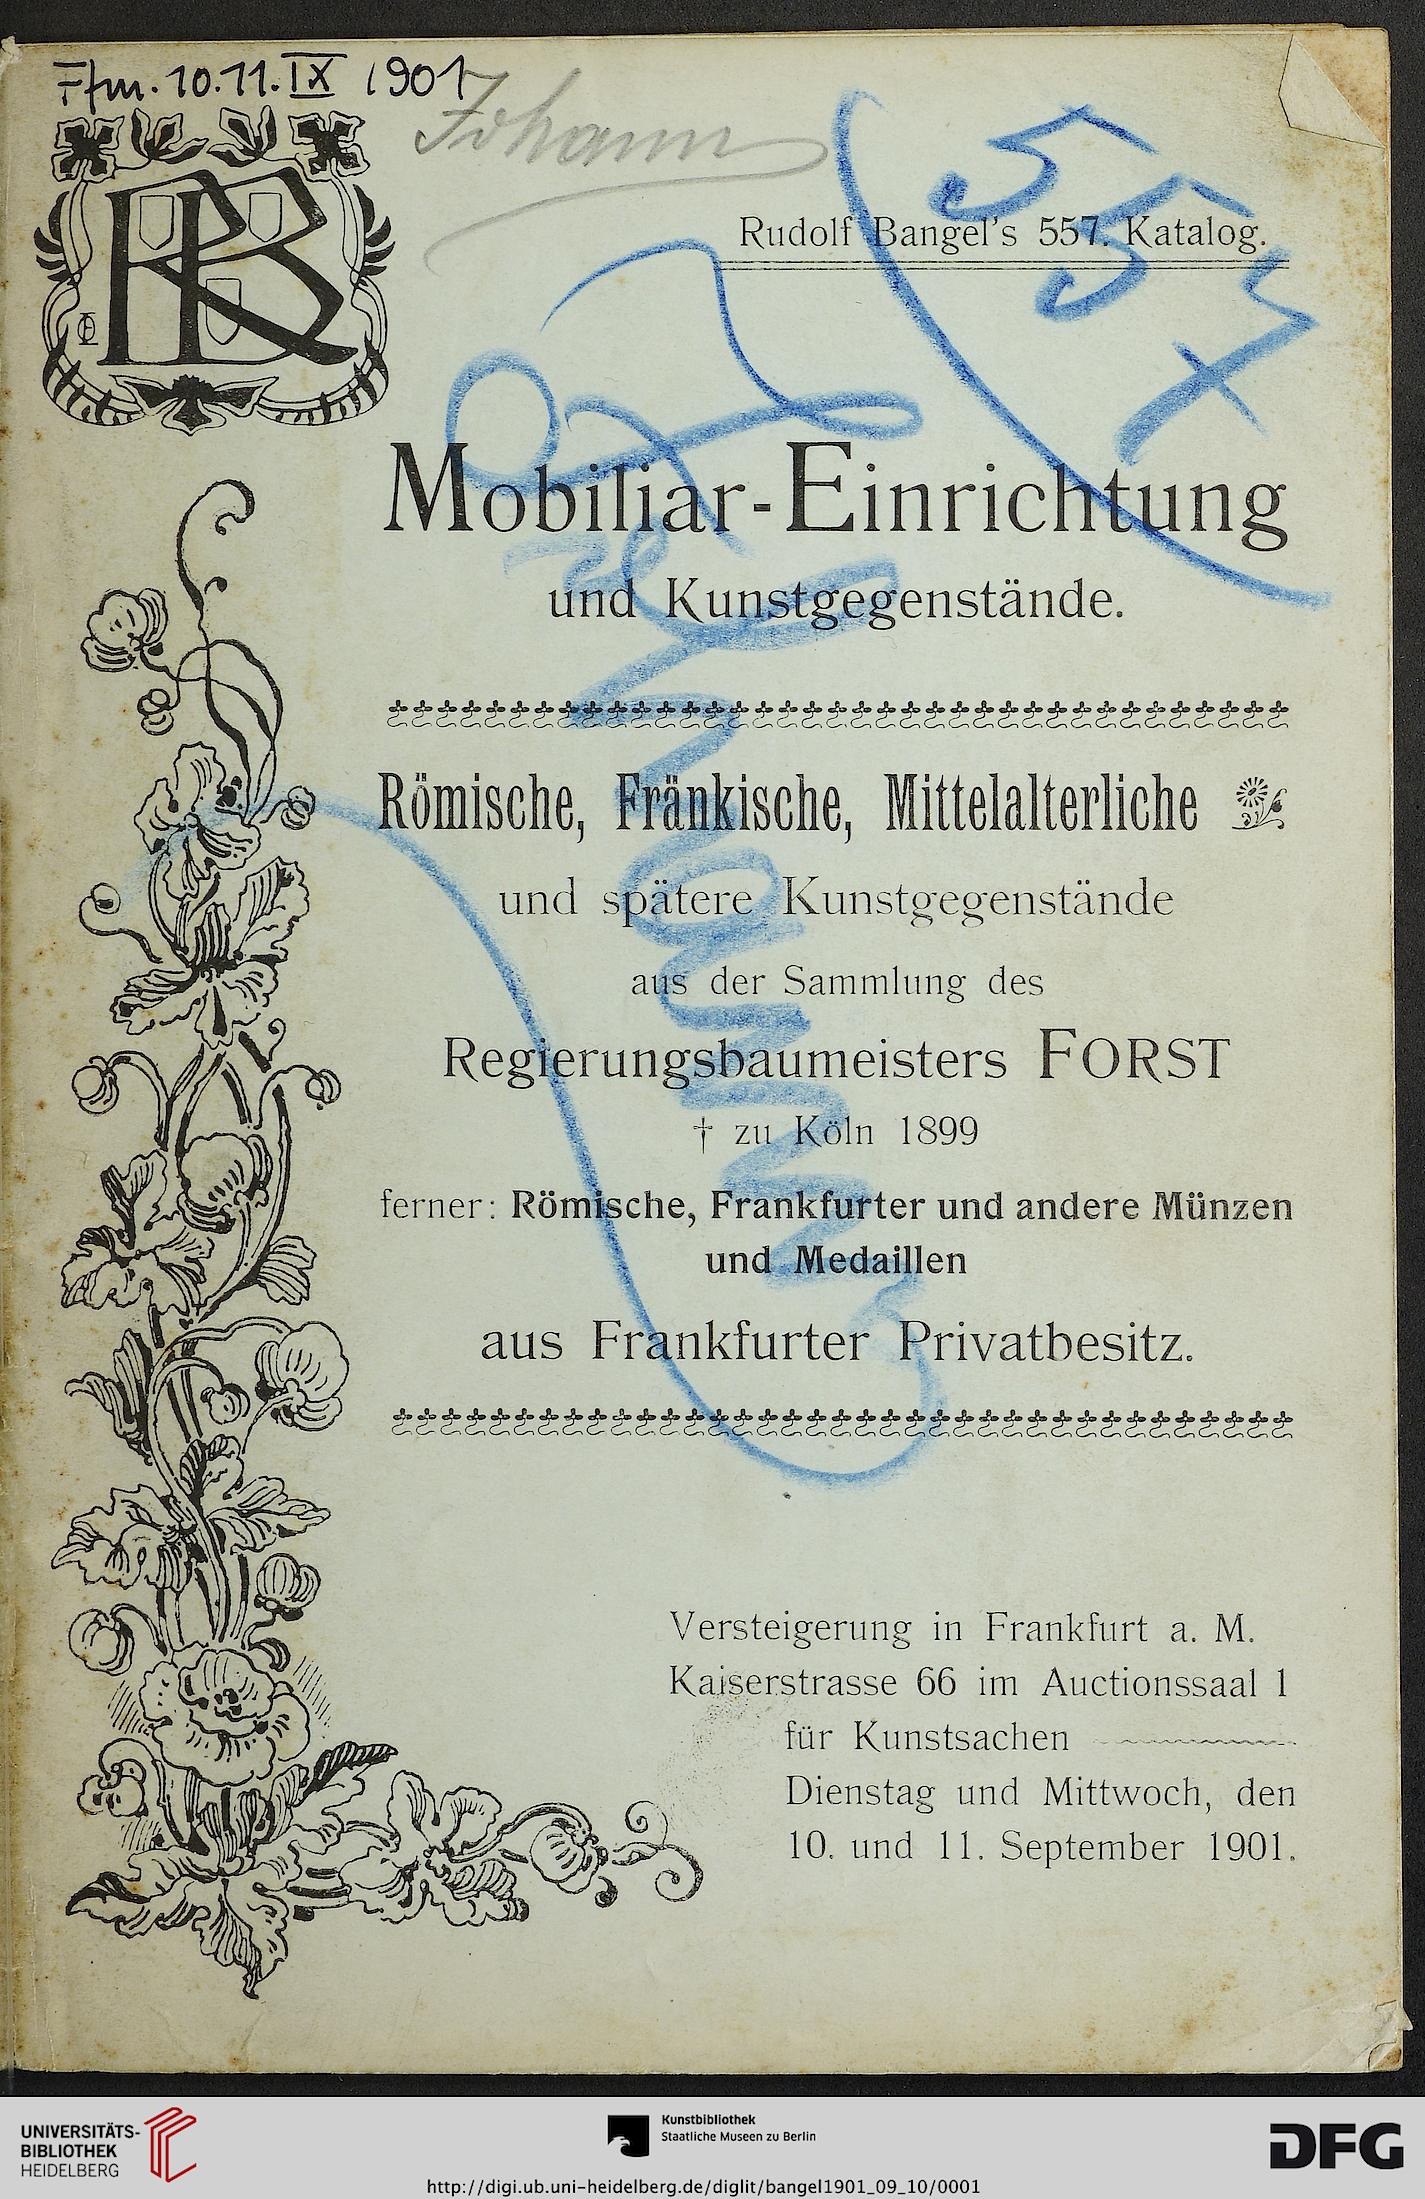 Ffm. 10.11. IX 1901
Johann
557
Rudolf Bangel's 557. Katalog.
Mobiliar-Einrichtung
und Kunstgegenstände.
Römische, Fränkische, Mittelalterliche
und spätere Kunstgegenstände
aus der Sammlung des
Regierungsbaumeisters FORST
† zu Köln 1899
ferner: Römische, Frankfurter und andere Münzen
und Medaillen
aus Frankfurter Privatbesitz.
Versteigerung in Frankfurt a. M.
Kaiserstrasse 66 im Auctionssaal 1
für Kunstsachen
Dienstag und Mittwoch, den
10. und 11. September 1901.
UNIVERSITÄTS-
BIBLIOTHEK
HEIDELBERG
Kunstbibliothek
Staatliche Museen zu Berlin
DFG
http://digi.ub.uni-heidelberg.de/diglit/bangel1901_09_10/0001